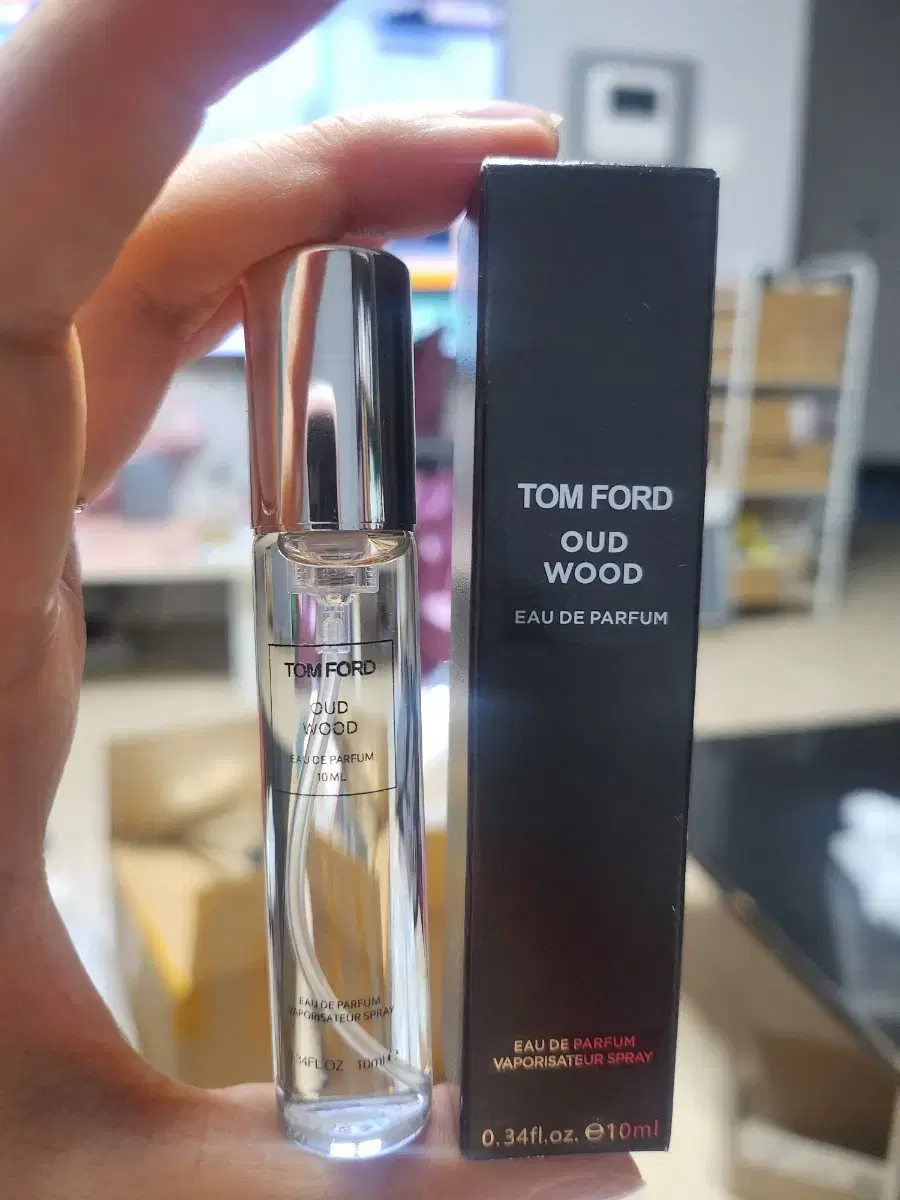 TOM FORD
OUD
WOOD
EAU DE PARFUM
10ML
EAU DE PARFUM
VAPORISATEUR SPRAY
0.34FL.OZ 10ml ℮
TOM FORD
OUD
WOOD
EAU DE PARFUM
EAU DE PARFUM
VAPORISATEUR SPRAY
0.34fl.oz. ℮10ml